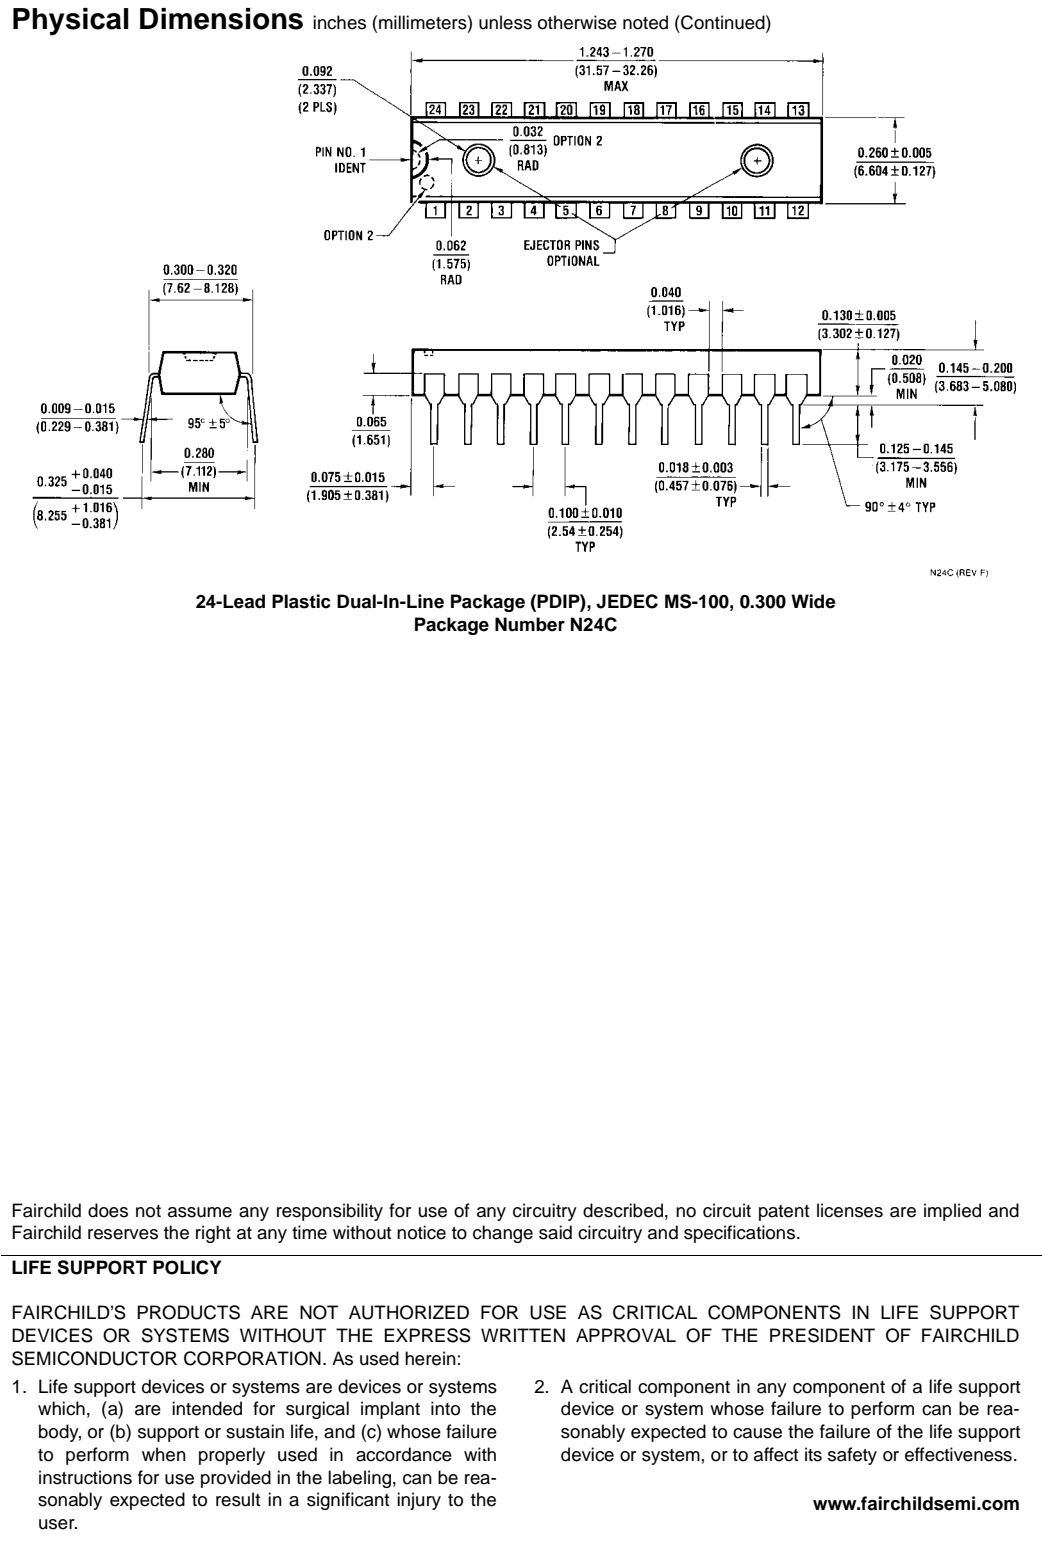 Physical Dimensions inches (millimeters) unless otherwise noted (Continued)
1.243 – 1.270
(31.57 – 32.26)
MAX
0.092
(2.337)
(2 PLS)
24 23 22 21 20 19 18 17 16 15 14 13
0.032
(0.813)
RAD
OPTION 2
PIN NO. 1
IDENT
0.260 ± 0.005
(6.604 ± 0.127)
1 2 3 4 5 6 7 8 9 10 11 12
OPTION 2
0.062
(1.575)
RAD
EJECTOR PINS
OPTIONAL
0.300 – 0.320
(7.62 – 8.128)
0.040
(1.016)
TYP
0.130 ± 0.005
(3.302 ± 0.127)
0.020
(0.508)
MIN
0.145 – 0.200
(3.683 – 5.080)
0.009 – 0.015
(0.229 – 0.381)
95° ± 5°
0.065
(1.651)
0.280
(7.112)
MIN
0.325 +0.040
–0.015
(8.255 +1.016
–0.381)
0.075 ± 0.015
(1.905 ± 0.381)
0.100 ± 0.010
(2.54 ± 0.254)
TYP
0.018 ± 0.003
(0.457 ± 0.076)
TYP
0.125 – 0.145
(3.175 – 3.556)
MIN
90° ± 4° TYP
N24C (REV F)
24-Lead Plastic Dual-In-Line Package (PDIP), JEDEC MS-100, 0.300 Wide
Package Number N24C
Fairchild does not assume any responsibility for use of any circuitry described, no circuit patent licenses are implied and
Fairchild reserves the right at any time without notice to change said circuitry and specifications.
LIFE SUPPORT POLICY
FAIRCHILD'S PRODUCTS ARE NOT AUTHORIZED FOR USE AS CRITICAL COMPONENTS IN LIFE SUPPORT
DEVICES OR SYSTEMS WITHOUT THE EXPRESS WRITTEN APPROVAL OF THE PRESIDENT OF FAIRCHILD
SEMICONDUCTOR CORPORATION. As used herein:
1. Life support devices or systems are devices or systems
which, (a) are intended for surgical implant into the
body, or (b) support or sustain life, and (c) whose failure
to perform when properly used in accordance with
instructions for use provided in the labeling, can be rea-
sonably expected to result in a significant injury to the
user.
2. A critical component in any component of a life support
device or system whose failure to perform can be rea-
sonably expected to cause the failure of the life support
device or system, or to affect its safety or effectiveness.
www.fairchildsemi.com